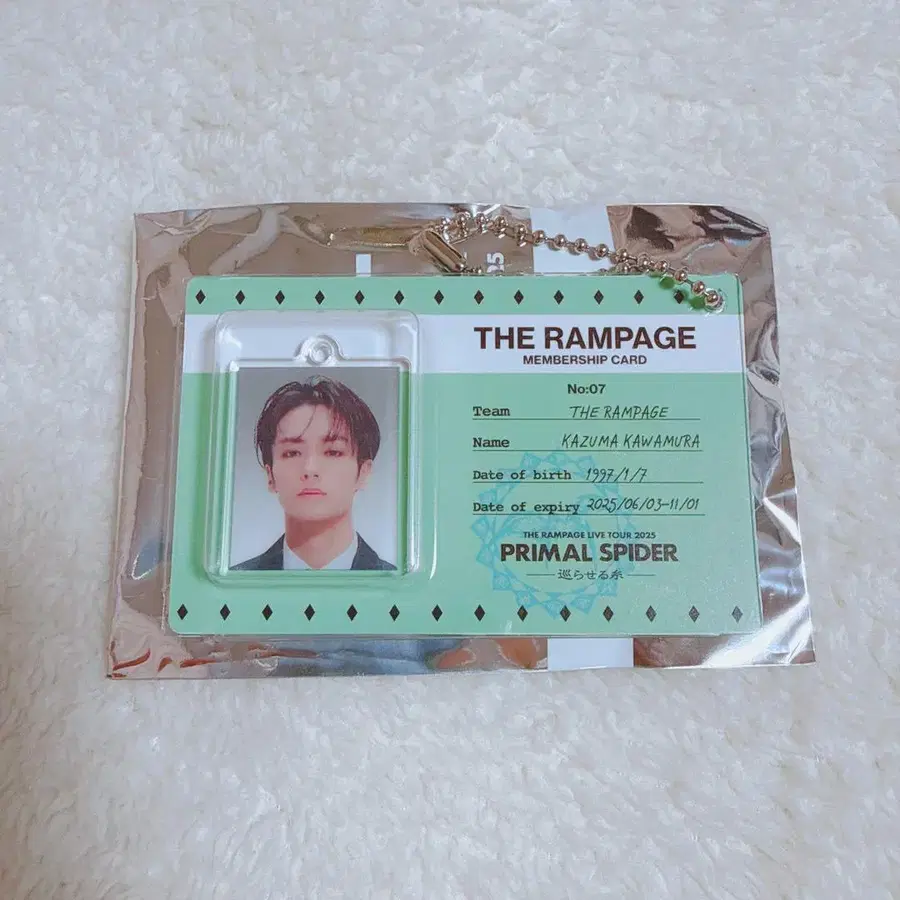 THE RAMPAGE
MEMBERSHIP CARD
No:07
Team THE RAMPAGE
Name KAZUMA KAWAMURA
Date of birth 1997/1/7
Date of expiry 2025/06/03-11/01
THE RAMPAGE LIVE TOUR 2025
PRIMAL SPIDER
巡らせる糸